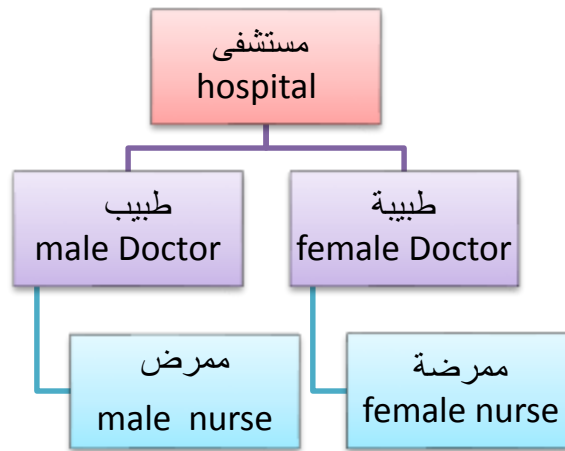 مستشفى
hospital
طبيب
male Doctor
طبيبة
female Doctor
ممرض
male nurse
ممرضة
female nurse